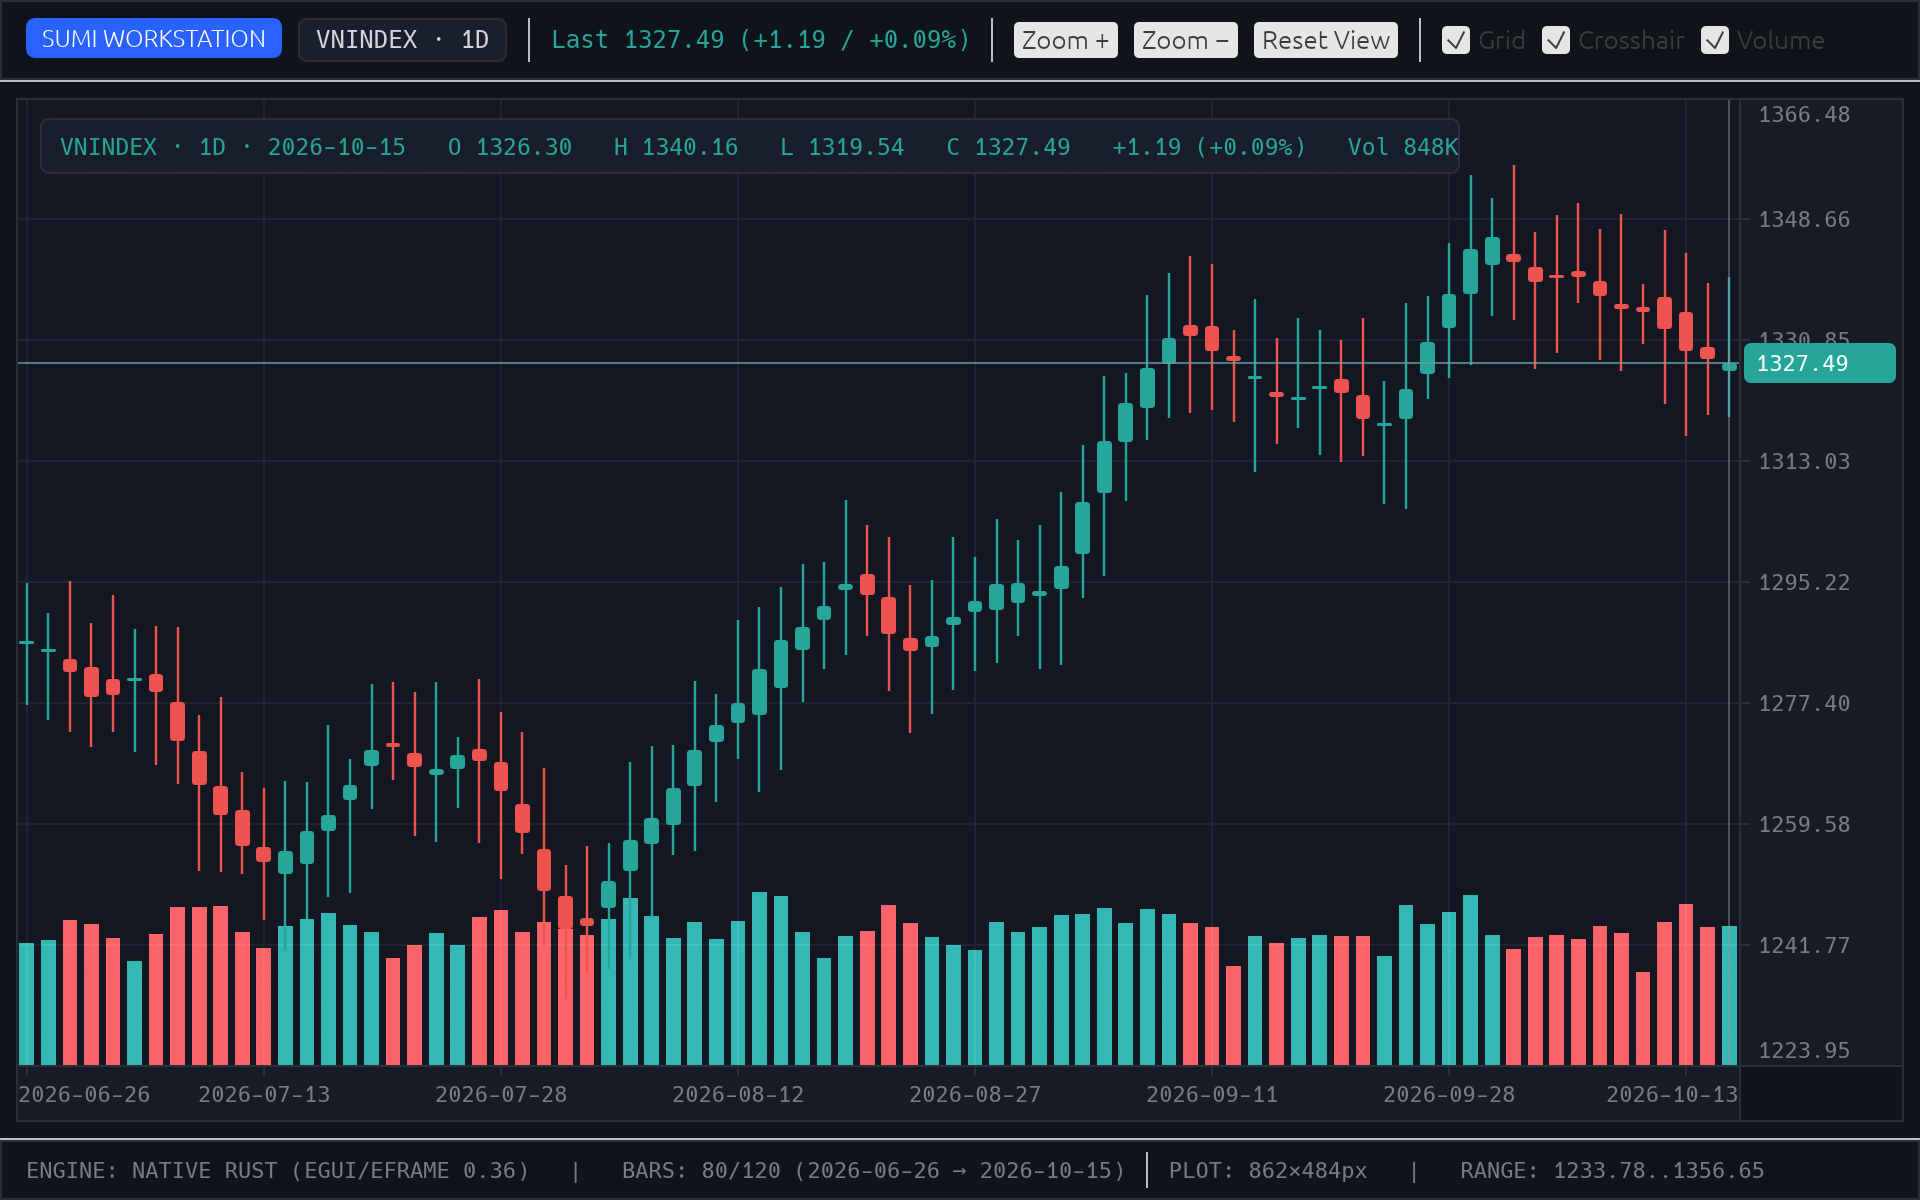 SUMI WORKSTATION VNINDEX · 1D Last 1327.49 (+1.19 / +0.09%) Zoom + Zoom − Reset View Grid Crosshair Volume
VNINDEX · 1D · 2026-10-15 O 1326.30 H 1340.16 L 1319.54 C 1327.49 +1.19 (+0.09%) Vol 848K
1366.48
1348.66
1330.85
1327.49
1313.03
1295.22
1277.40
1259.58
1241.77
1223.95
2026-06-26 2026-07-13 2026-07-28 2026-08-12 2026-08-27 2026-09-11 2026-09-28 2026-10-13
ENGINE: NATIVE RUST (EGUI/EFRAME 0.36) | BARS: 80/120 (2026-06-26 → 2026-10-15) PLOT: 862×484px | RANGE: 1233.78..1356.65